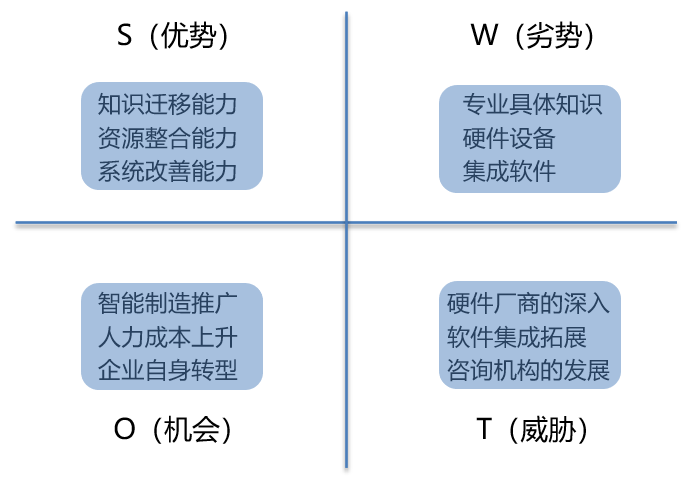 S（优势）
知识迁移能力
资源整合能力
系统改善能力
W（劣势）
专业具体知识
硬件设备
集成软件
智能制造推广
人力成本上升
企业自身转型
O（机会）
硬件厂商的深入
软件集成拓展
咨询机构的发展
T（威胁）